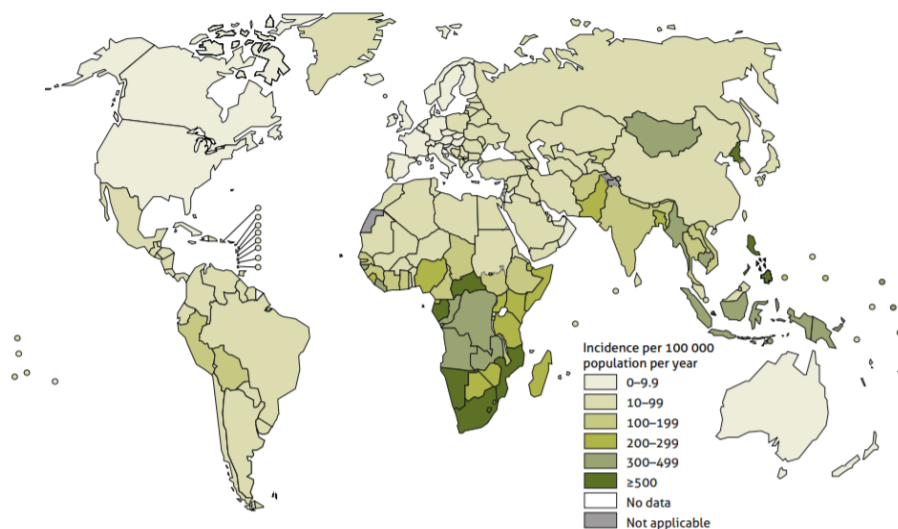 Incidence per 100 000
population per year
0–9.9
10–99
100–199
200–299
300–499
≥500
No data
Not applicable